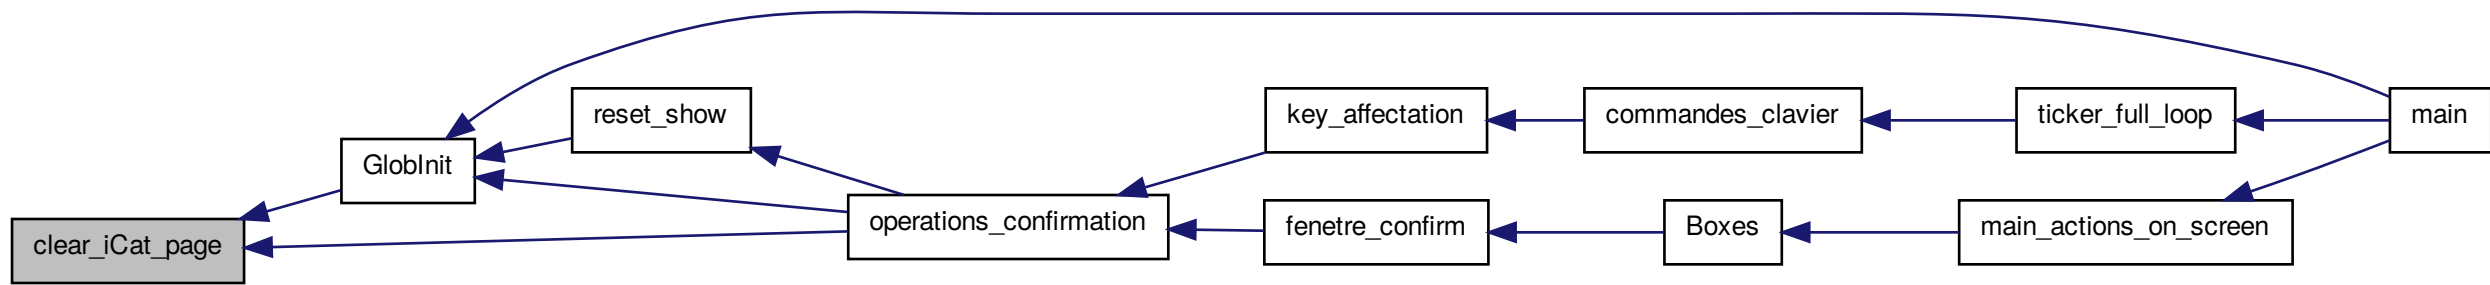 reset_show
key_affectation
commandes_clavier
ticker_full_loop
main
GlobInit
operations_confirmation
fenetre_confirm
Boxes
main_actions_on_screen
clear_iCat_page